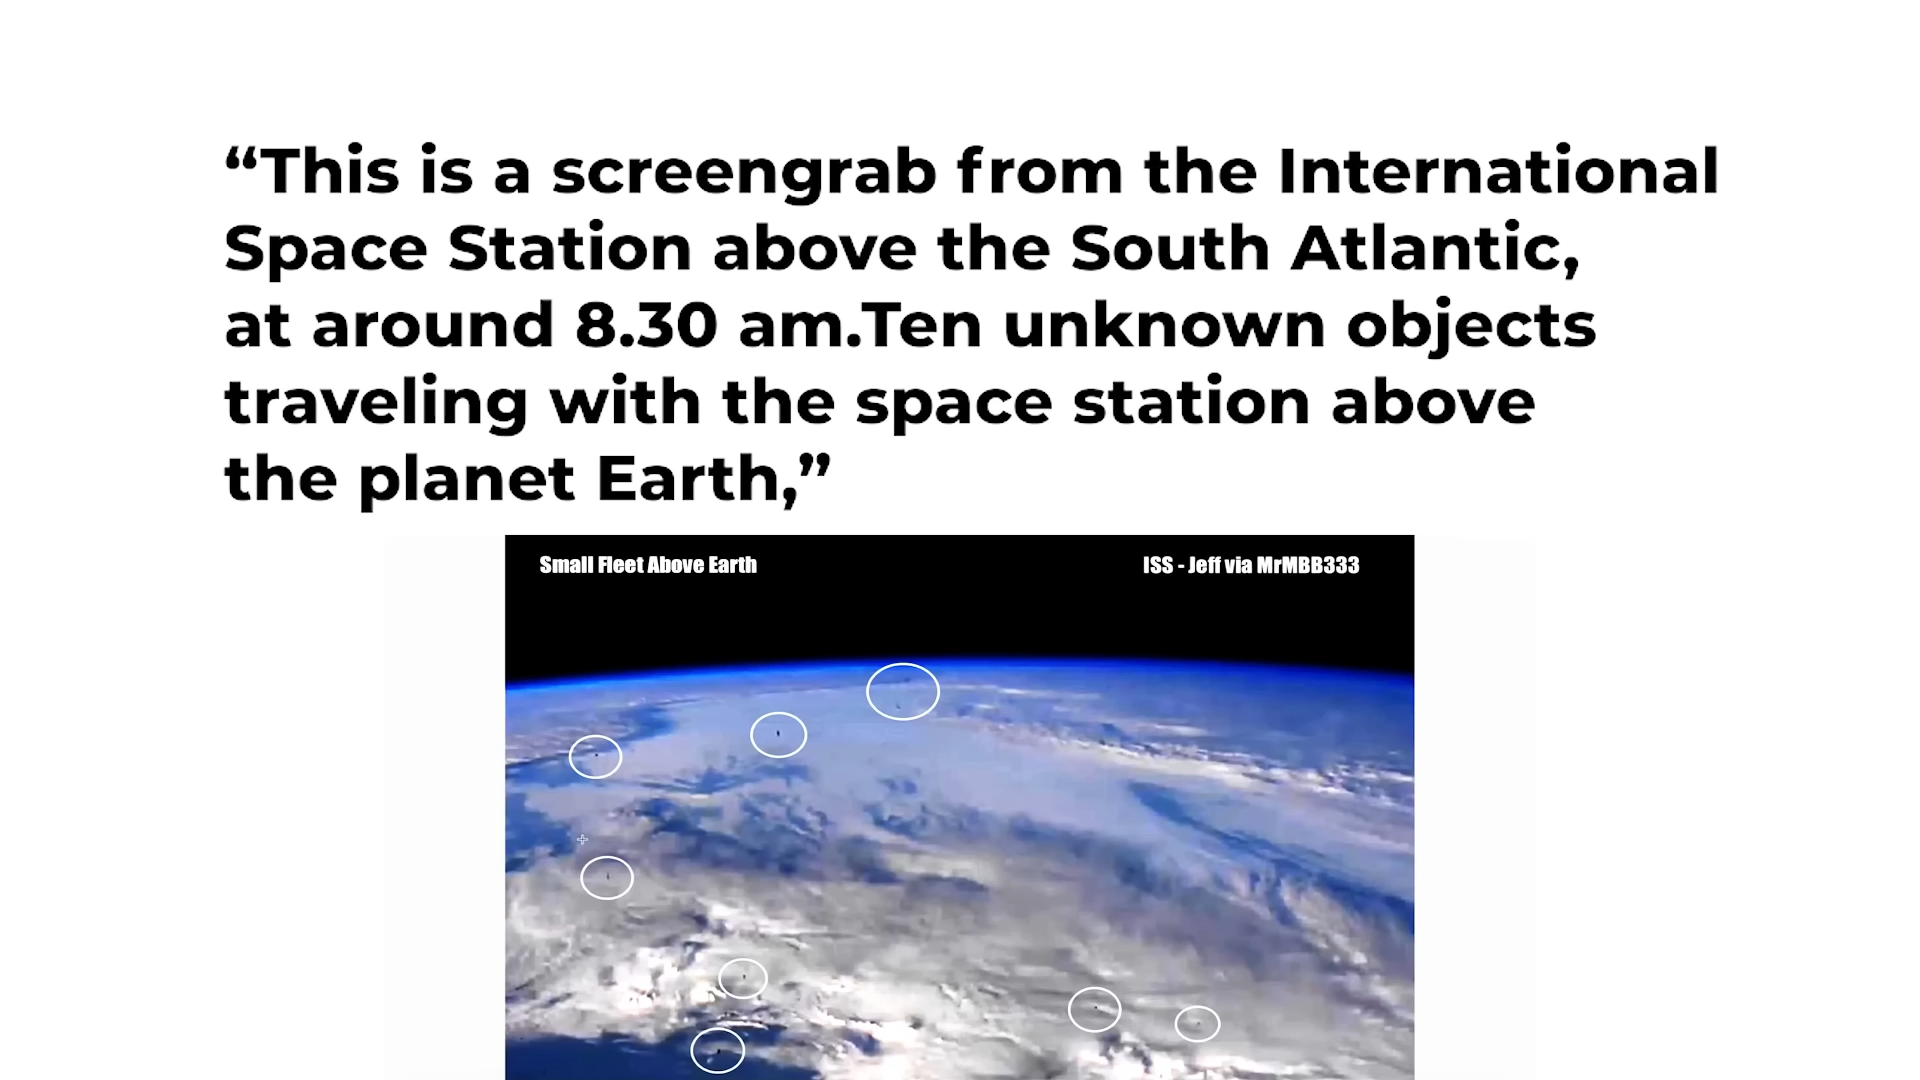 “This is a screengrab from the International
Space Station above the South Atlantic,
at around 8.30 am.Ten unknown objects
traveling with the space station above
the planet Earth,”
Small Fleet Above Earth
ISS - Jeff via MrMBB333